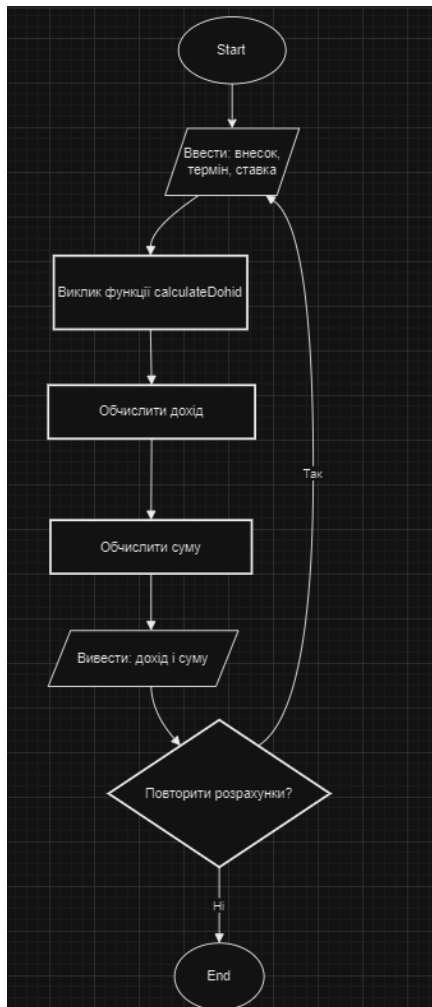 Start
Ввести: внесок,
термін, ставка
Виклик функції calculateDohid
Обчислити дохід
Так
Обчислити суму
Вивести: дохід і суму
Повторити розрахунки?
Ні
End